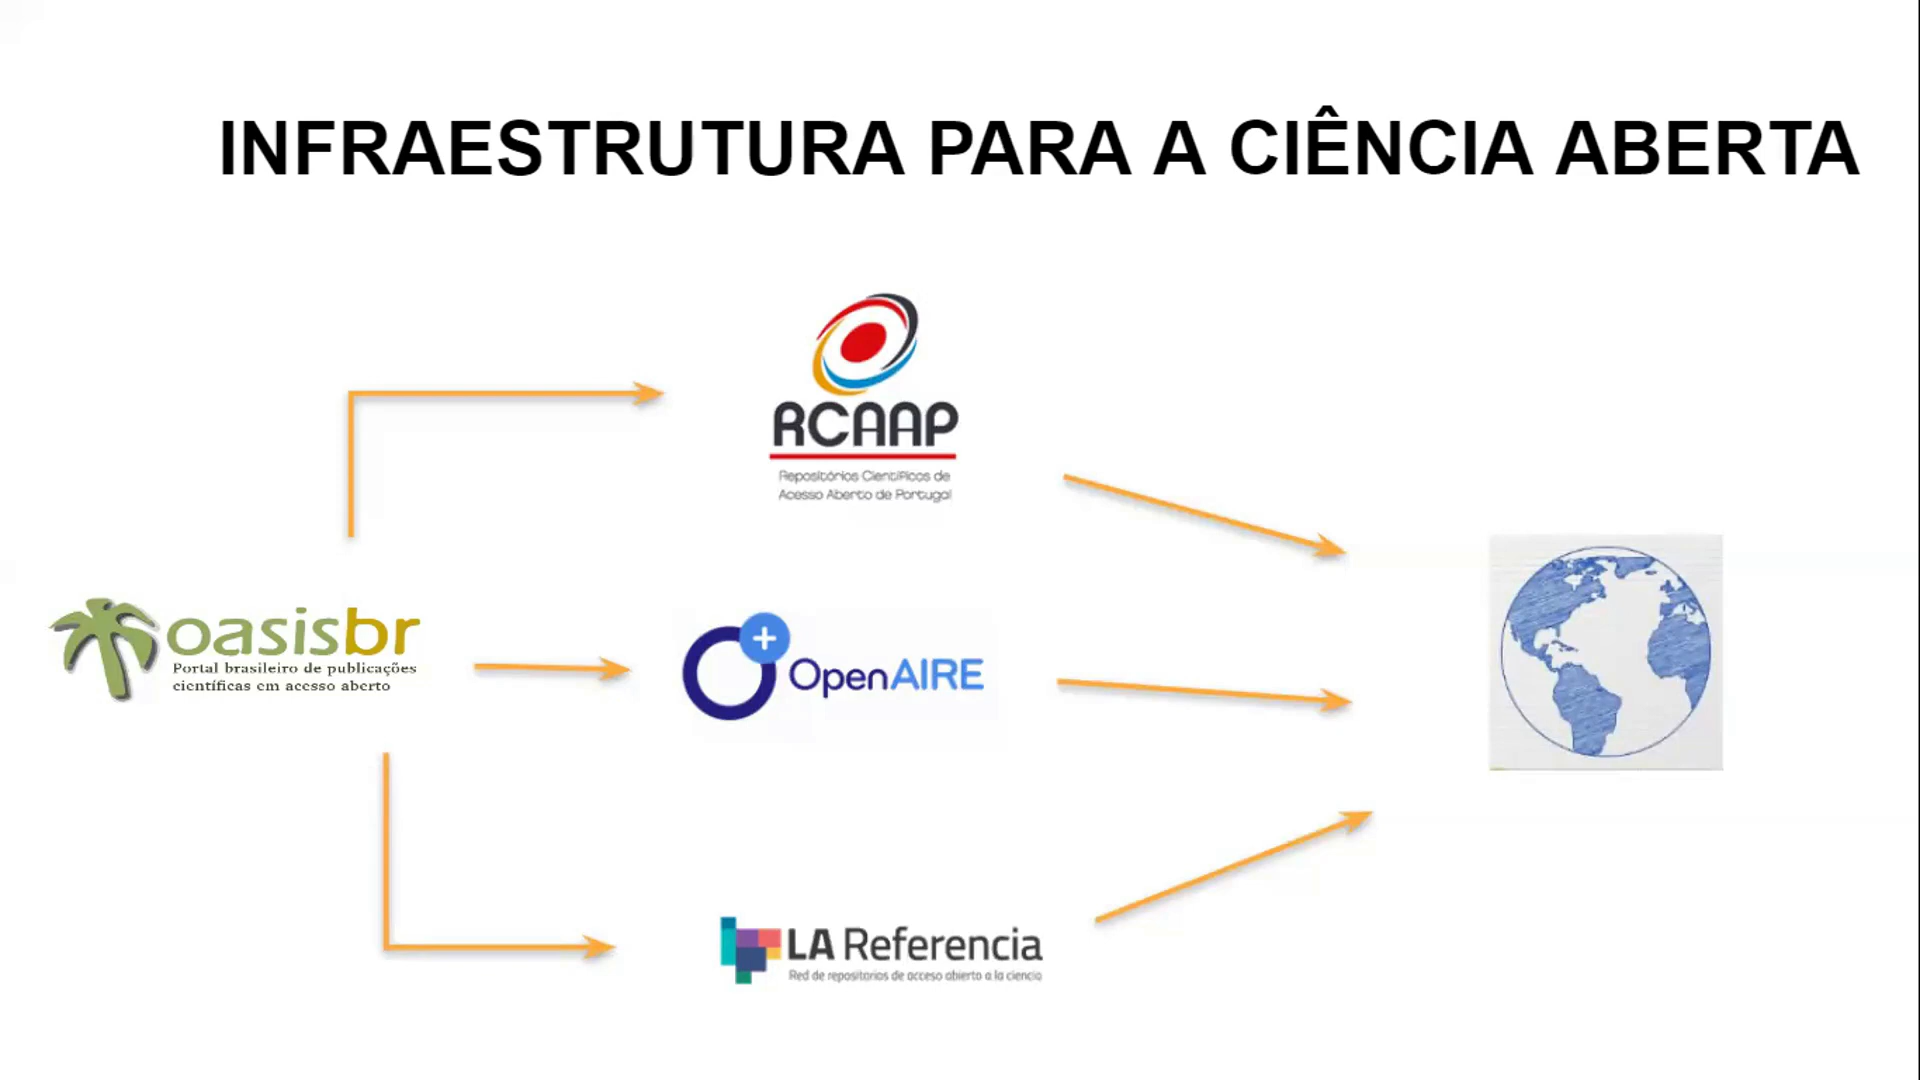 INFRAESTRUTURA PARA A CIÊNCIA ABERTA
RCAAP
Repositórios Científicos de
Acesso Aberto de Portugal
oasisbr
Portal brasileiro de publicações
científicas em acesso aberto
OpenAIRE
LA Referencia
Red de repositorios de acceso abierto a la ciencia